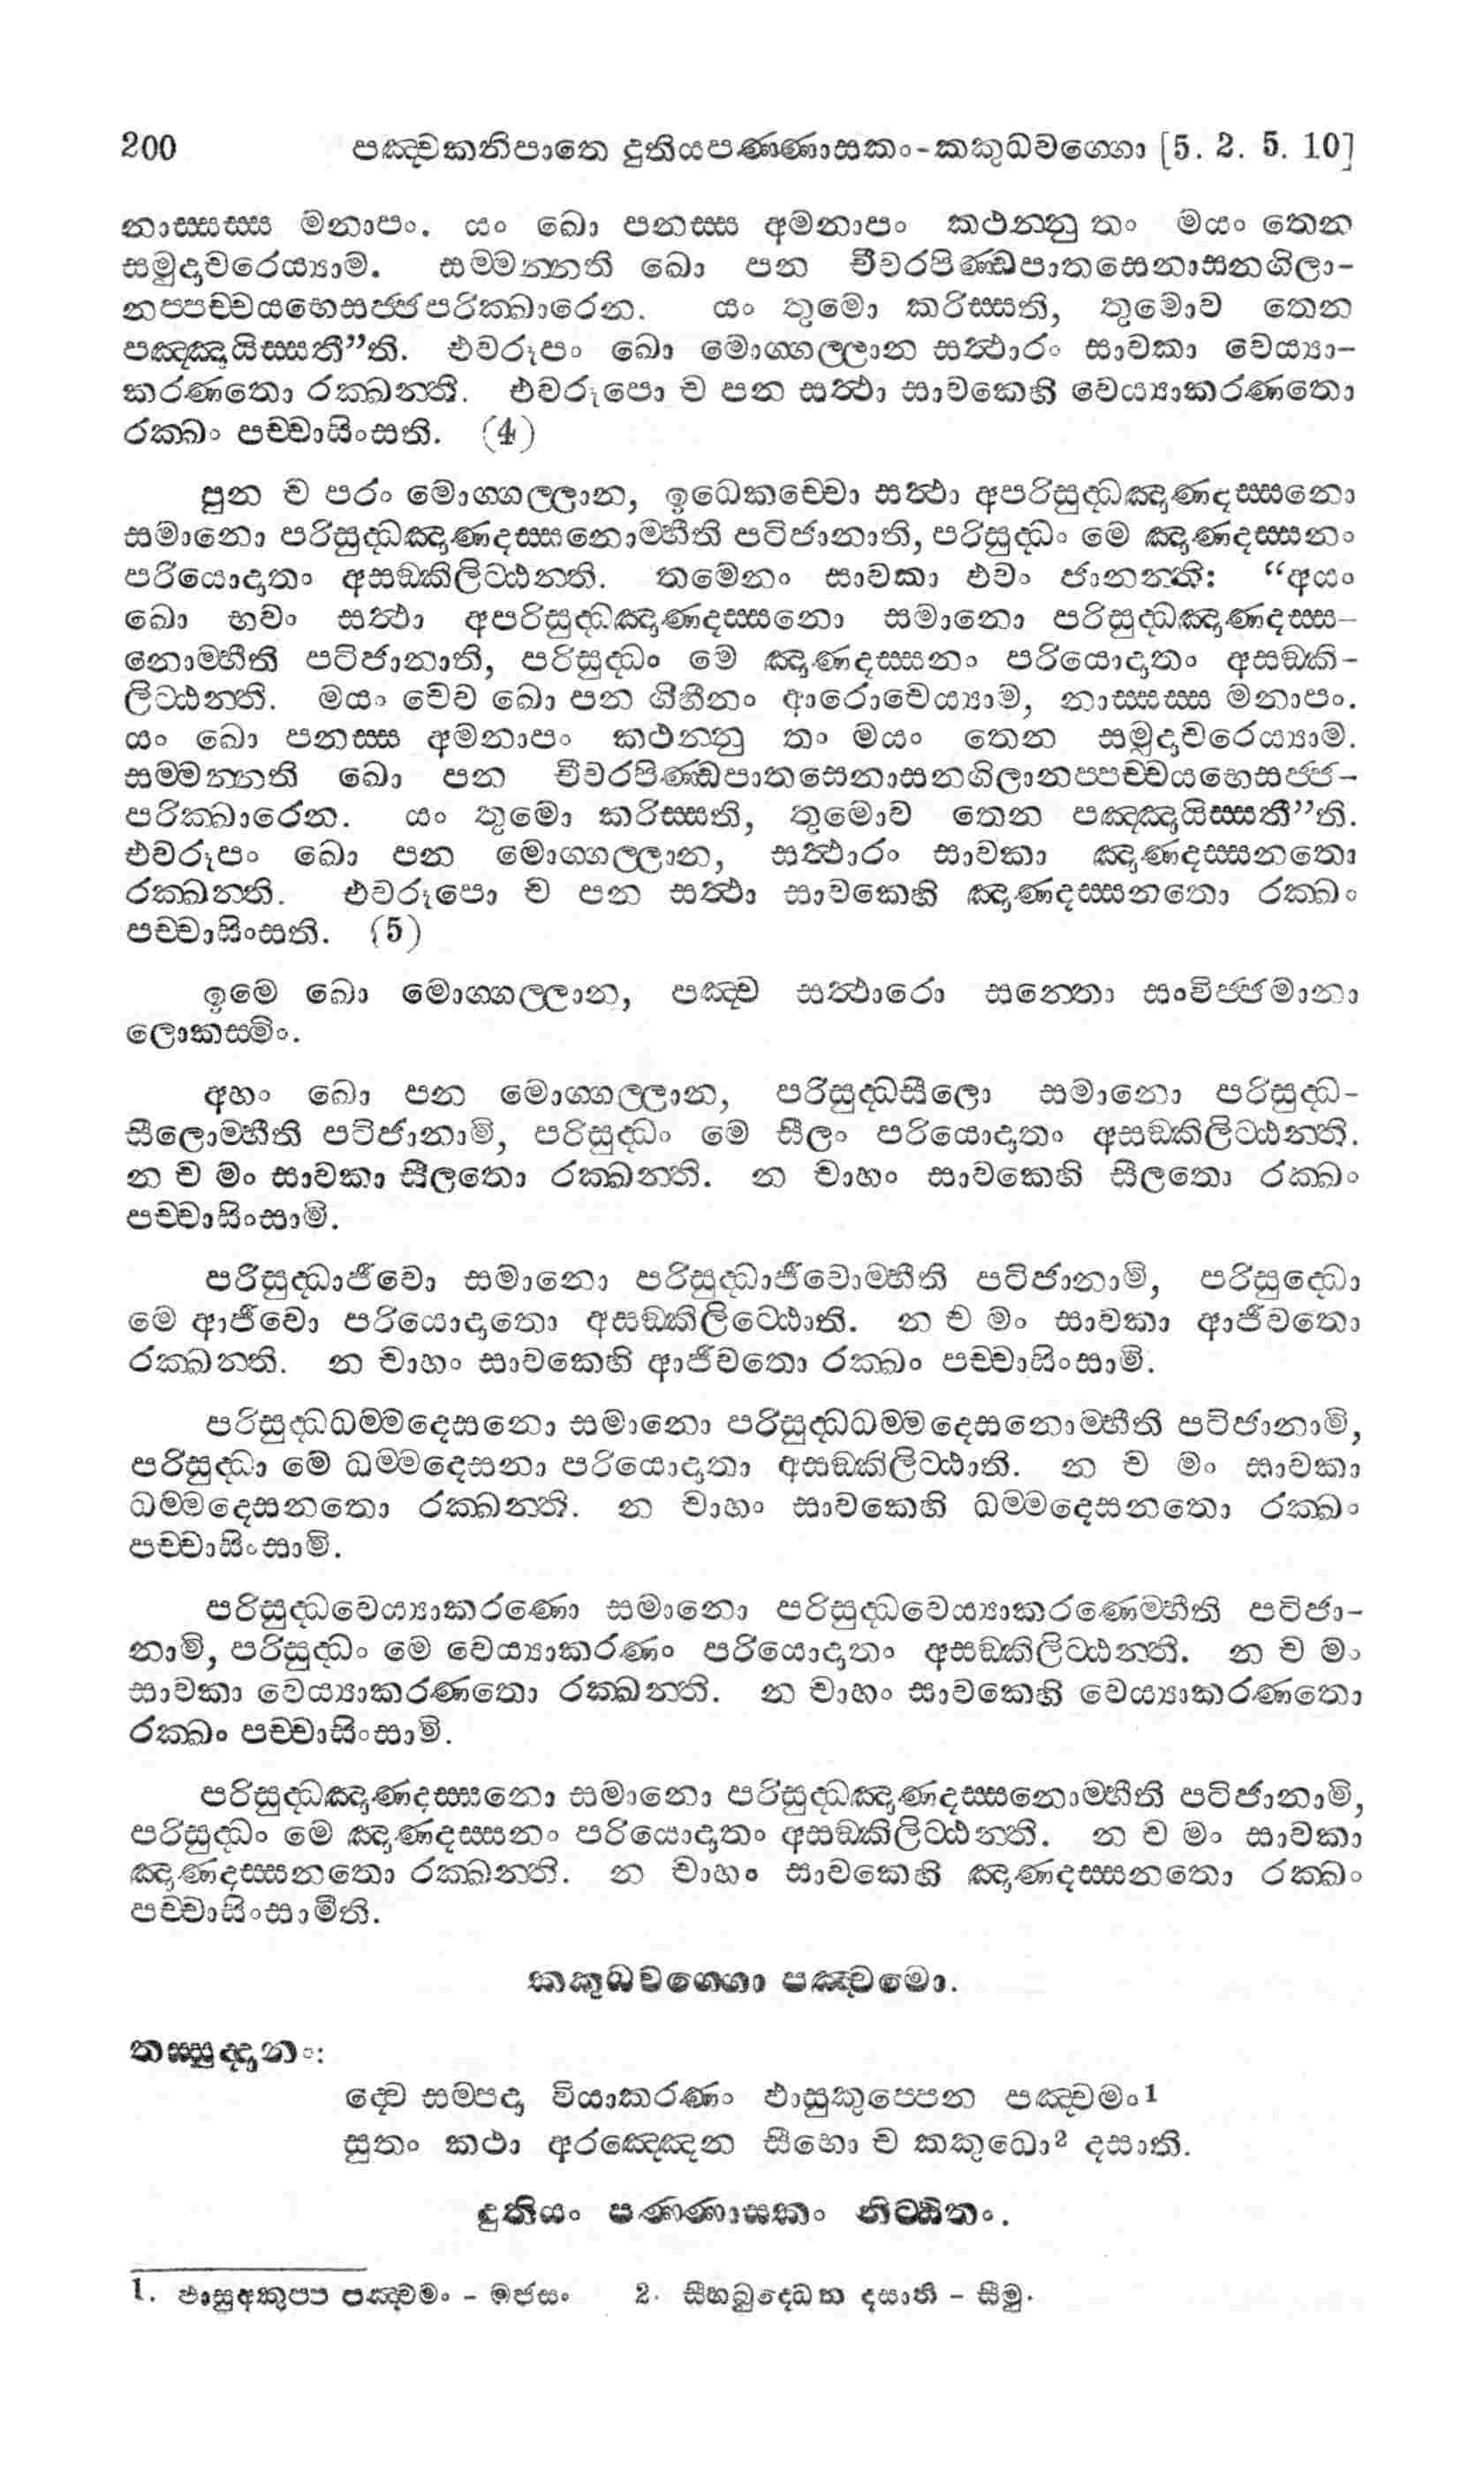 200 පඤ්චකනිපාතෙ දුතියපණ්ණාසකං-කකුධවග්ගො [5. 2. 5. 10]
නාස්සස්ස මනාපං. යං ඛො පනස්ස අමනාපං කථන්නු තං මයං තෙන
සමුදාචරෙය්‍යාම. සම්මන්නති ඛො පන චීවරපිණ්ඩපාතසෙනාසනගිලා-
නප්පච්චයභෙසජ්ජපරික්ඛාරෙන. යං තුමො කරිස්සති, තුමොව තෙන
පඤ්ඤායිස්සතී”ති. එවරූපං ඛො මොග්ගල්ලාන සත්ථාරං සාවකා වෙය්‍යා-
කරණතො රක්ඛන්ති. එවරූපො ච පන සත්ථා සාවකෙහි වෙය්‍යාකරණතො
රක්ඛං පච්චාසිංසති. (4)
පුන ච පරං මොග්ගල්ලාන, ඉධෙකච්චො සත්ථා අපරිසුද්ධඤාණදස්සනො
සමානො පරිසුද්ධඤාණදස්සනොම්හීති පටිජානාති, පරිසුද්ධං මෙ ඤාණදස්සනං
පරියොදාතං අසඞ්කිලිට්ඨන්ති. තමෙනං සාවකා එවං ජානන්ති: “අයං
ඛො භවං සත්ථා අපරිසුද්ධඤාණදස්සනො සමානො පරිසුද්ධඤාණදස්ස-
නොම්හීති පටිජානාති, පරිසුද්ධං මෙ ඤාණදස්සනං පරියොදාතං අසඞ්කි-
ලිට්ඨන්ති. මයං චෙව ඛො පන ගිහීනං ආරොචෙය්‍යාම, නාස්සස්ස මනාපං.
යං ඛො පනස්ස අමනාපං කථන්නු තං මයං තෙන සමුදාචරෙය්‍යාම.
සම්මන්නති ඛො පන චීවරපිණ්ඩපාතසෙනාසනගිලානප්පච්චයභෙසජ්ජ-
පරික්ඛාරෙන. යං තුමො කරිස්සති, තුමොව තෙන පඤ්ඤායිස්සතී”ති.
එවරූපං ඛො පන මොග්ගල්ලාන, සත්ථාරං සාවකා ඤාණදස්සනතො
රක්ඛන්ති. එවරූපො ච පන සත්ථා සාවකෙහි ඤාණදස්සනතො රක්ඛං
පච්චාසිංසති. (5)
ඉමෙ ඛො මොග්ගල්ලාන, පඤ්ච සත්ථාරො සන්තො සංවිජ්ජමානා
ලොකස්මිං.
අහං ඛො පන මොග්ගල්ලාන, පරිසුද්ධසීලො සමානො පරිසුද්ධ-
සීලොම්හීති පටිජානාමි, පරිසුද්ධං මෙ සීලං පරියොදාතං අසඞ්කිලිට්ඨන්ති.
න ච මං සාවකා සීලතො රක්ඛන්ති. න චාහං සාවකෙහි සීලතො රක්ඛං
පච්චාසිංසාමි.
පරිසුද්ධාජීවො සමානො පරිසුද්ධාජීවොම්හීති පටිජානාමි, පරිසුද්ධො
මෙ ආජීවො පරියොදාතො අසඞ්කිලිට්ඨොති. න ච මං සාවකා ආජීවතො
රක්ඛන්ති. න චාහං සාවකෙහි ආජීවතො රක්ඛං පච්චාසිංසාමි.
පරිසුද්ධධම්මදෙසනො සමානො පරිසුද්ධධම්මදෙසනොම්හීති පටිජානාමි,
පරිසුද්ධා මෙ ධම්මදෙසනා පරියොදාතා අසඞ්කිලිට්ඨාති. න ච මං සාවකා
ධම්මදෙසනතො රක්ඛන්ති. න චාහං සාවකෙහි ධම්මදෙසනතො රක්ඛං
පච්චාසිංසාමි.
පරිසුද්ධවෙය්‍යාකරණො සමානො පරිසුද්ධවෙය්‍යාකරණෙම්හීති පටිජා-
නාමි, පරිසුද්ධං මෙ වෙය්‍යාකරණං පරියොදාතං අසඞ්කිලිට්ඨන්ති. න ච මං
සාවකා වෙය්‍යාකරණතො රක්ඛන්ති. න චාහං සාවකෙහි වෙය්‍යාකරණතො
රක්ඛං පච්චාසිංසාමි.
පරිසුද්ධඤාණදස්සනො සමානො පරිසුද්ධඤාණදස්සනොම්හීති පටිජානාමි,
පරිසුද්ධං මෙ ඤාණදස්සනං පරියොදාතං අසඞ්කිලිට්ඨන්ති. න ච මං සාවකා
ඤාණදස්සනතො රක්ඛන්ති. න චාහං සාවකෙහි ඤාණදස්සනතො රක්ඛං
පච්චාසිංසාමීති.
කකුධවග්ගො පඤ්චමො.
තස්සුද්දානං:
ද්වෙ සම්පදා වියාකරණං ඵාසුකුප්පෙන පඤ්චමං1
සුතං කථා අරඤ්ඤෙන සීහො ච කකුධො2 දසාති.
දුතියං පණ්ණාසකං නිට්ඨිතං.
1. ඵාසුඅකුප්ප පඤ්චමං - මජසං 2. සීහබුද්ධෙක දසාති - සීමු.